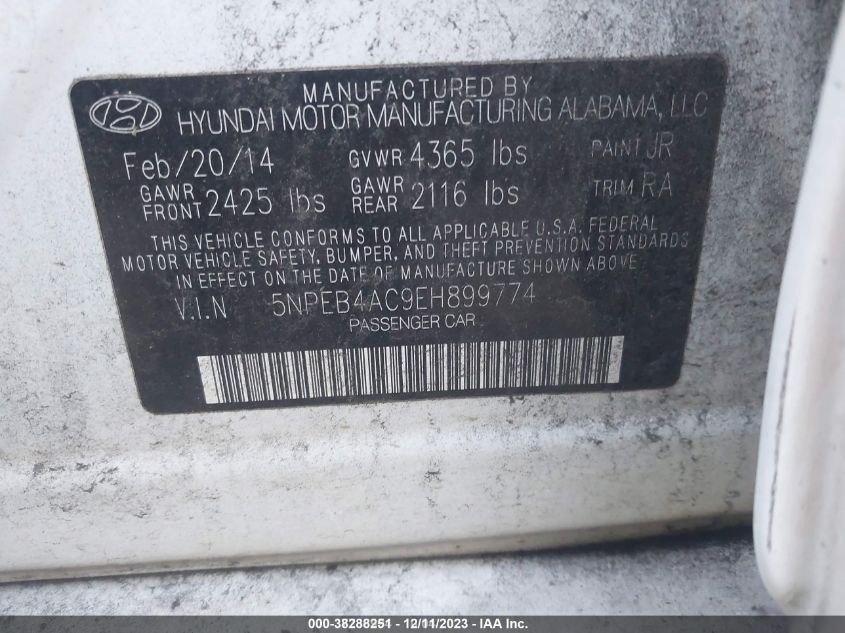 MANUFACTURED BY
HYUNDAI MOTOR MANUFACTURING ALABAMA, LLC
Feb/20/14 GVWR 4365 lbs PAINT JR
GAWR FRONT 2425 lbs GAWR REAR 2116 lbs TRIM RA
THIS VEHICLE CONFORMS TO ALL APPLICABLE U.S.A. FEDERAL
MOTOR VEHICLE SAFETY, BUMPER, AND THEFT PREVENTION STANDARDS
IN EFFECT ON THE DATE OF MANUFACTURE SHOWN ABOVE.
V.I.N 5NPEB4AC9EH899774
PASSENGER CAR
000-38288251 - 12/11/2023 - IAA Inc.